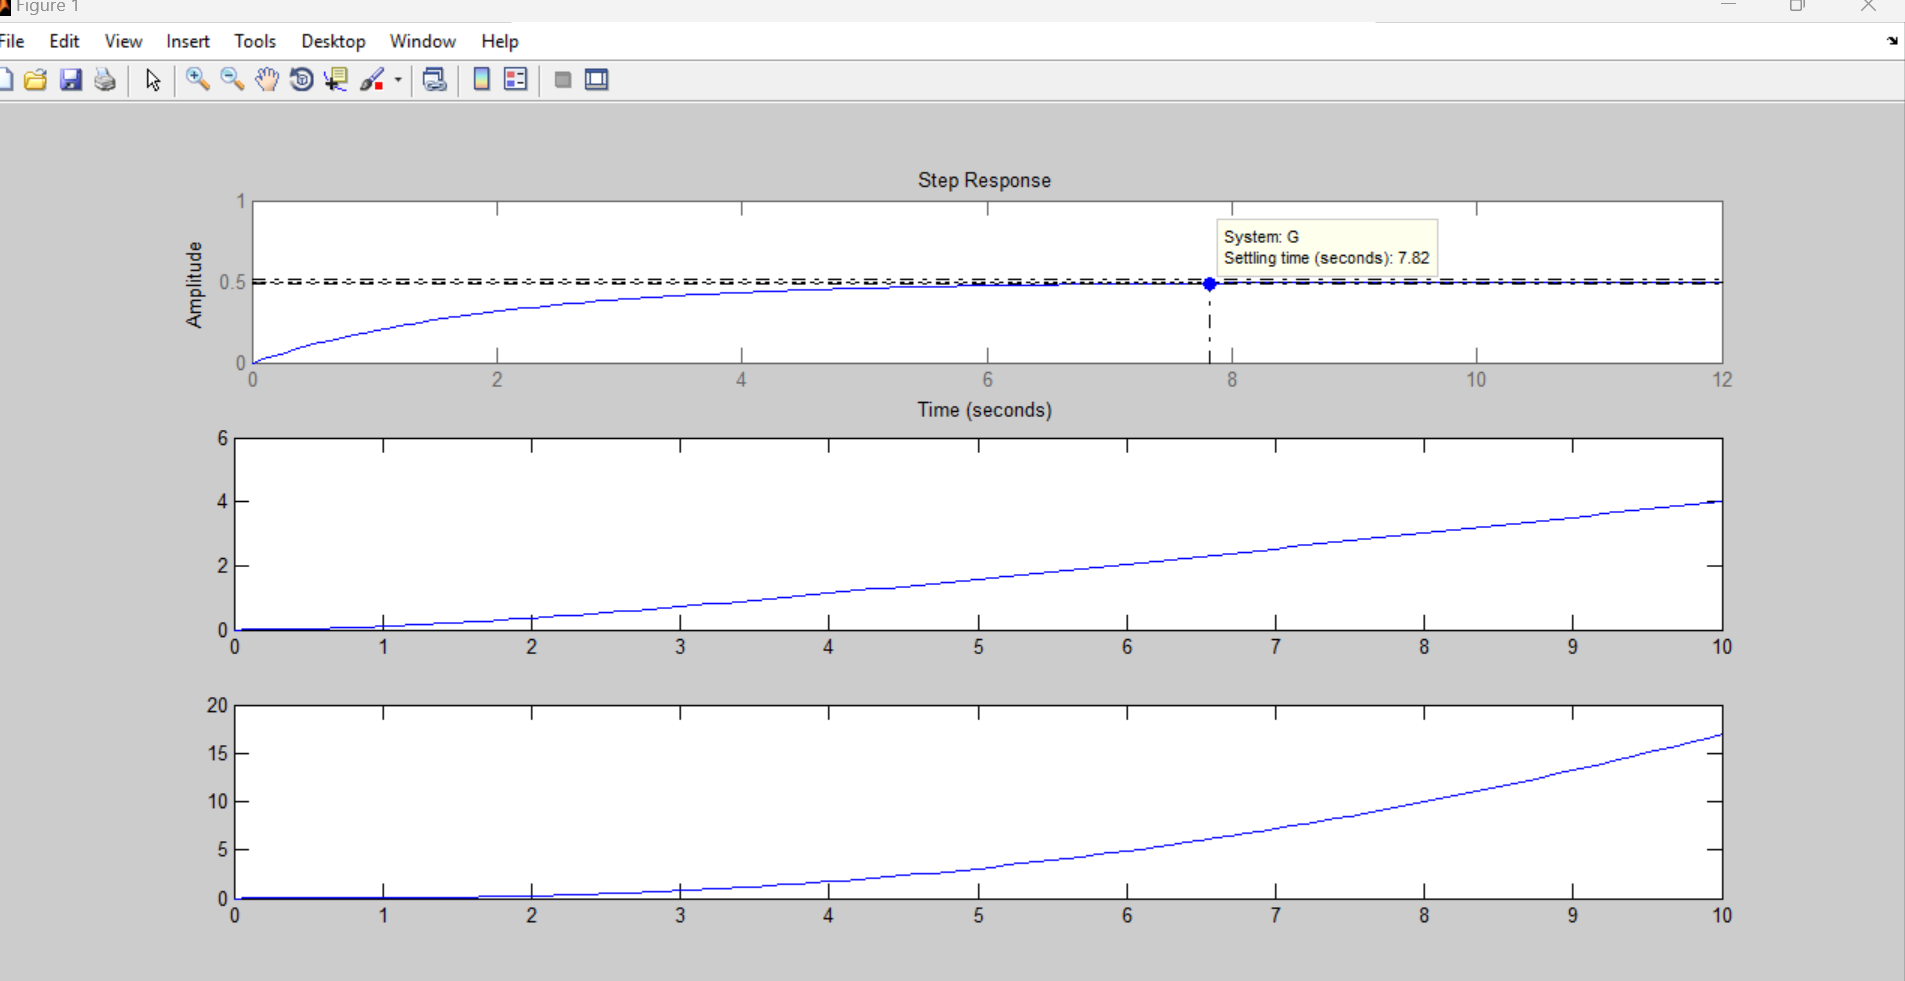 Figure 1
File Edit View Insert Tools Desktop Window Help
Step Response
Amplitude
1
0.5
0
System: G
Settling time (seconds): 7.82
0 2 4 6 8 10 12
Time (seconds)
6
4
2
0
0 1 2 3 4 5 6 7 8 9 10
20
15
10
5
0
0 1 2 3 4 5 6 7 8 9 10